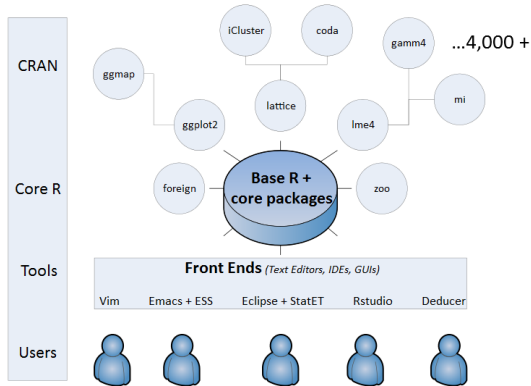 iCluster
coda
gamm4
...4,000 +
CRAN
ggmap
mi
lattice
ggplot2
lme4
Core R
foreign
Base R +
core packages
zoo
Tools
Front Ends (Text Editors, IDEs, GUIs)
Vim Emacs + ESS Eclipse + StatET Rstudio Deducer
Users